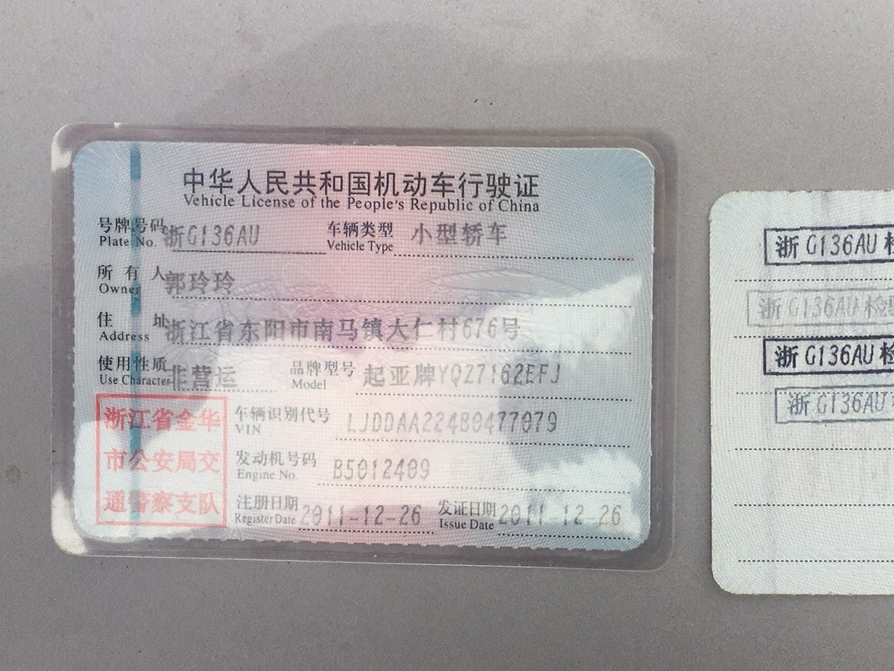 中华人民共和国机动车行驶证
Vehicle License of the People's Republic of China
号牌号码 浙G136AU 车辆类型 小型轿车
Plate No. Vehicle Type
所有人 郭玲玲
Owner
住址 浙江省东阳市南马镇大仁村676号
Address
使用性质 非营运 品牌型号 起亚牌YQZ7162EFJ
Use Character Model
浙江省金华
市公安局交
通警察支队
车辆识别代号 LJDDAA224B0477079
VIN
发动机号码 B5012409
Engine No.
注册日期 2011-12-26 发证日期 2011-12-26
Register Date Issue Date
浙G136AU 检
浙G136AU 检
浙G136AU 检
浙G136AU